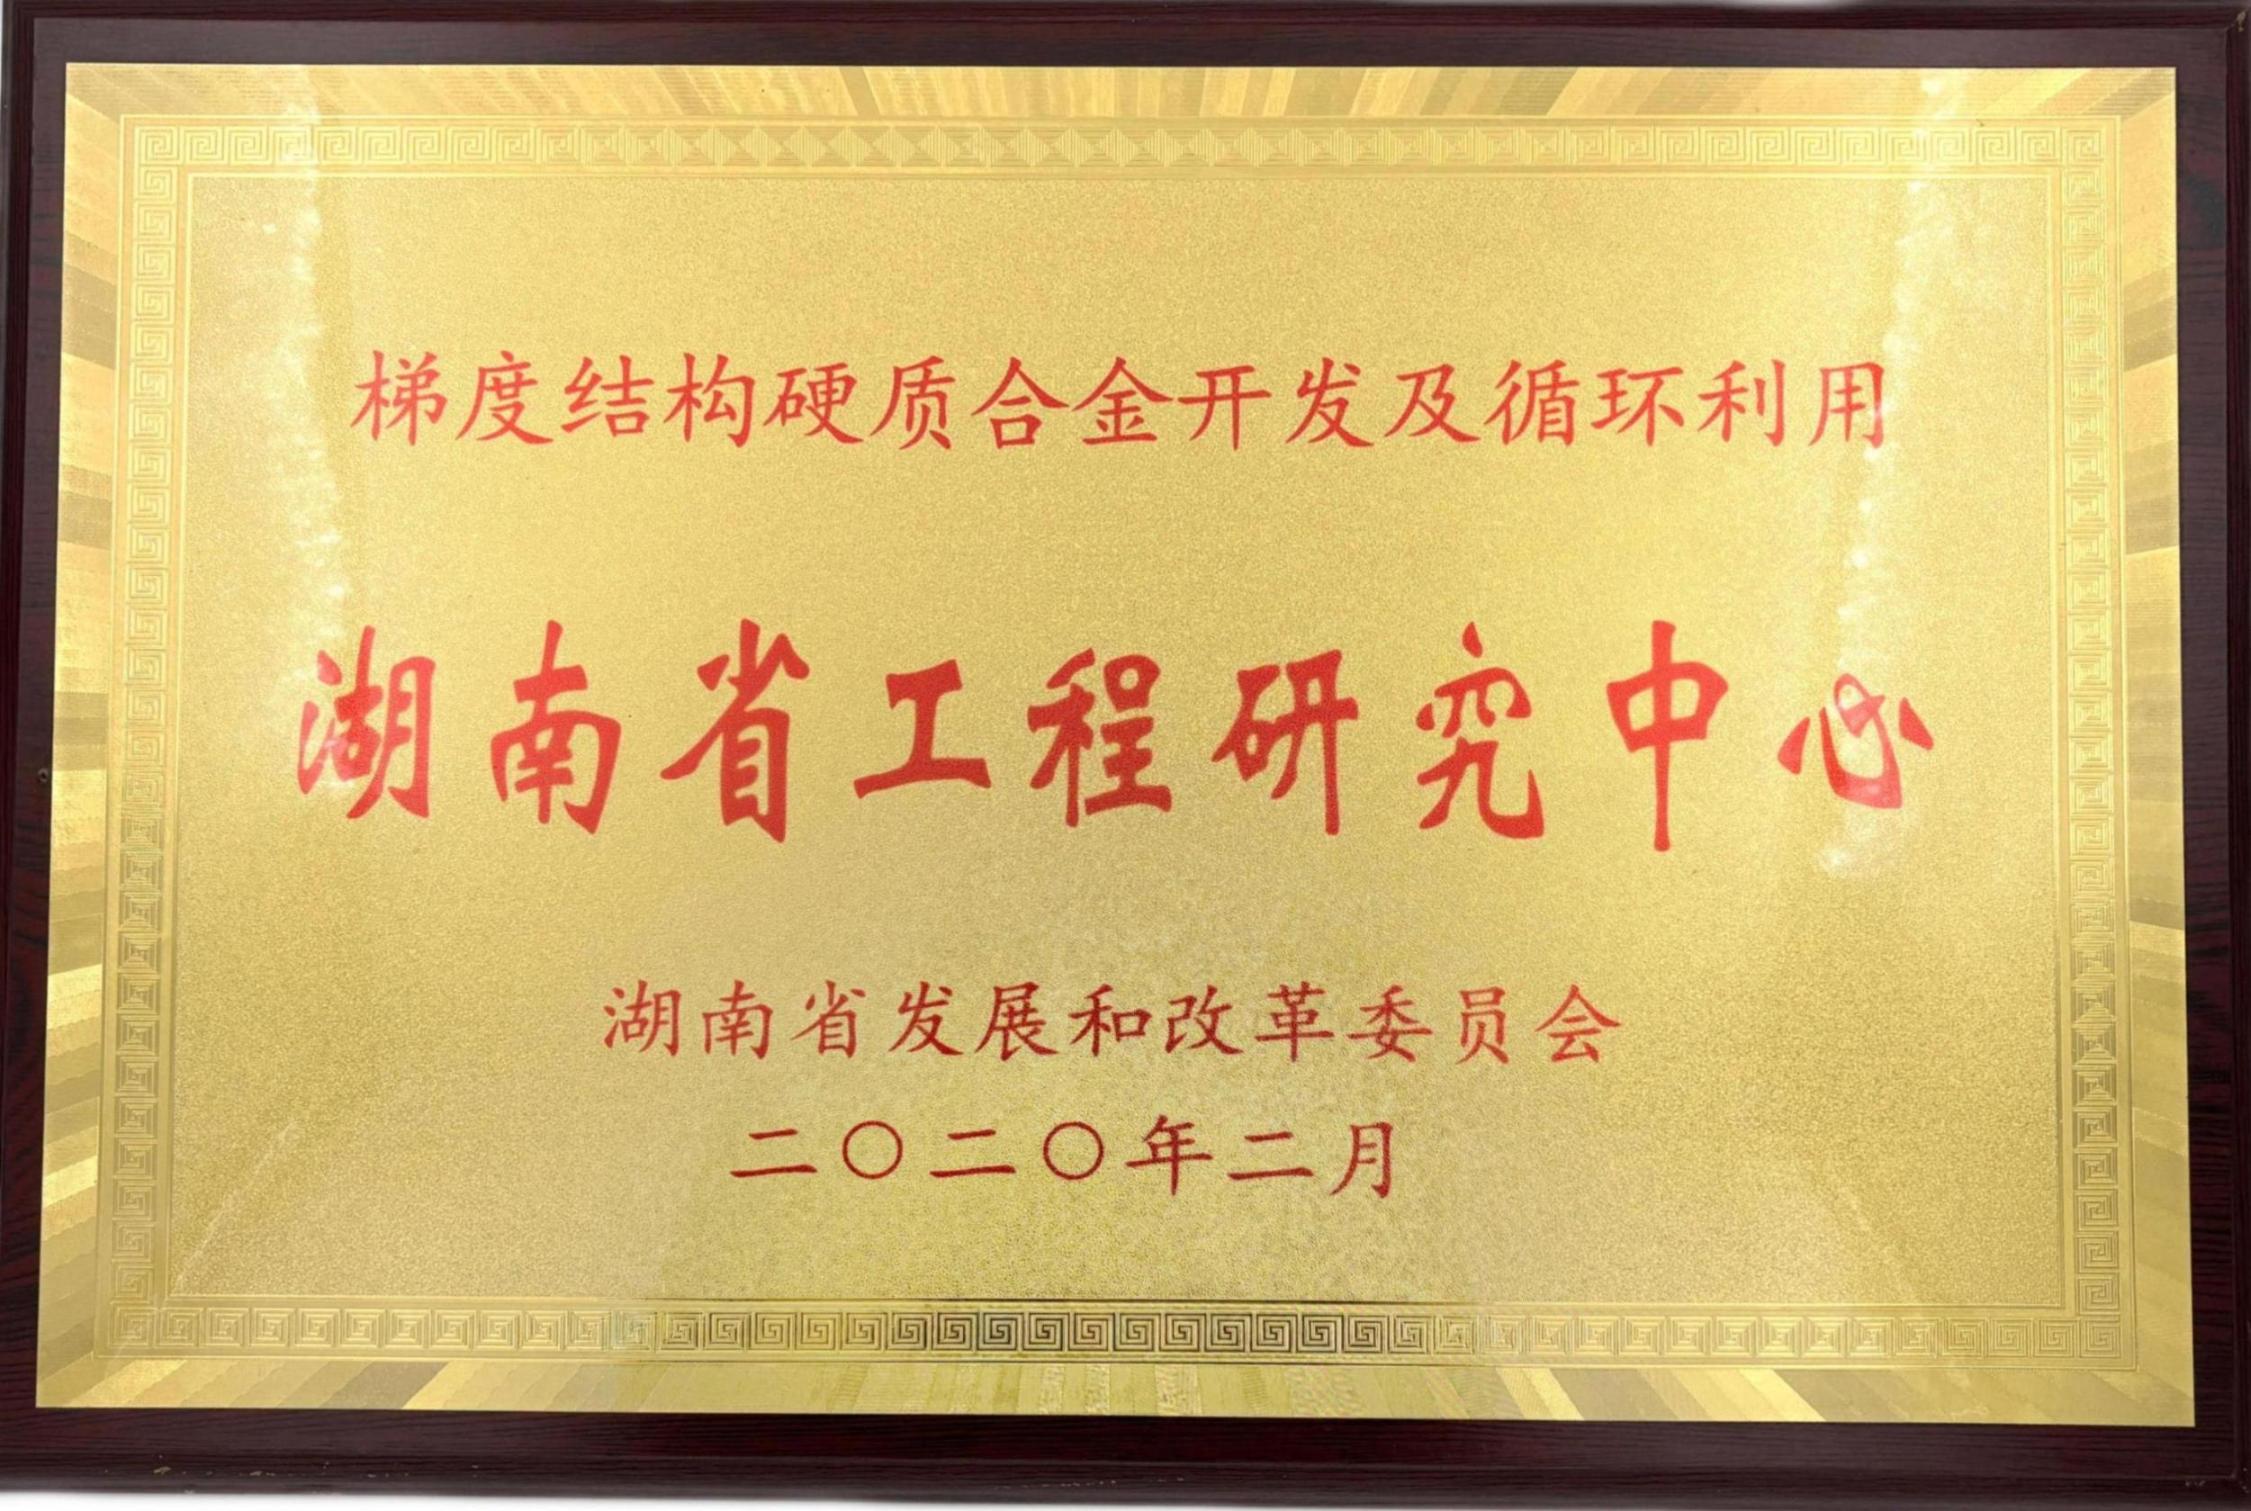 梯度结构硬质合金开发及循环利用
湖南省工程研究中心
湖南省发展和改革委员会
二〇二〇年二月